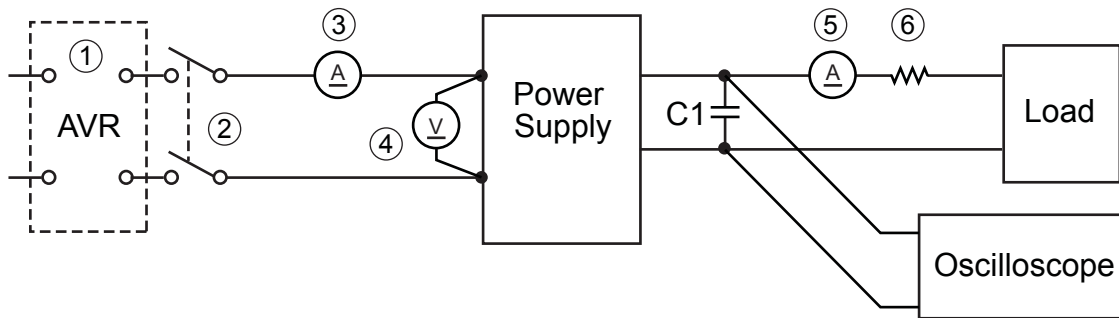 ③
⑤
⑥
①
A
A
AVR
②
④
V
Power
Supply
C1
Load
Oscilloscope